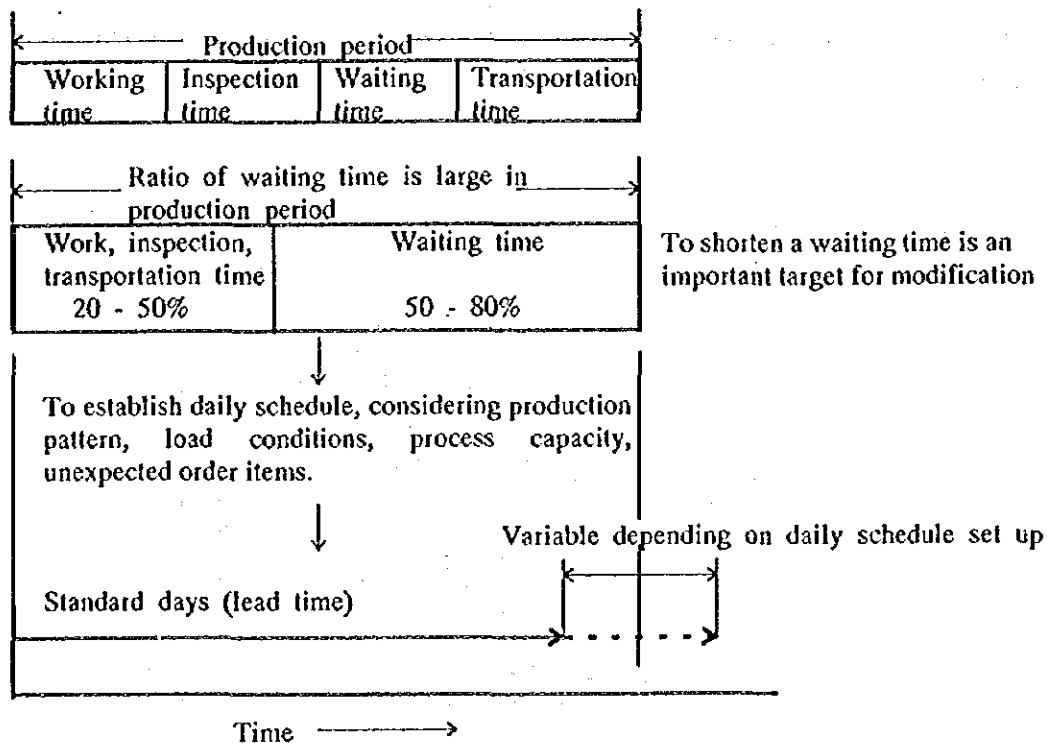 Production period
Working Inspection Waiting Transportation
time time time time
Ratio of waiting time is large in
production period
Work, inspection,
transportation time
20 - 50%
Waiting time
50 - 80%
To shorten a waiting time is an
important target for modification
To establish daily schedule, considering production
pattern, load conditions, process capacity,
unexpected order items.
Variable depending on daily schedule set up
Standard days (lead time)
Time